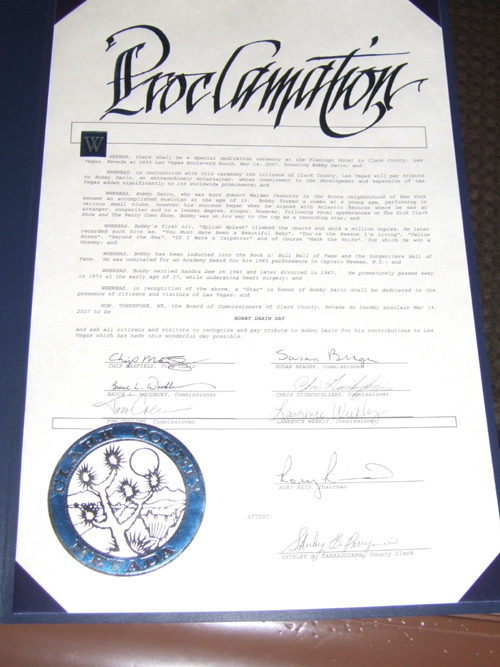 Proclamation
W
WHEREAS, there shall be a special dedication ceremony at the Flamingo Hotel in Clark County, Las
Vegas, Nevada at 3555 Las Vegas Boulevard South, May 14, 2007, honoring Bobby Darin; and
WHEREAS, in conjunction with this ceremony the citizens of Clark County, Las Vegas will pay tribute
to Bobby Darin, an extraordinary entertainer, whose commitment to the development and expansion of Las
Vegas added significantly to its worldwide prominence; and
WHEREAS, Bobby Darin, who was born Robert Walden Cassotto in the Bronx neighborhood of New York
became an accomplished musician at the age of 15. Bobby formed a combo at a young age, performing in
various small clubs, however his success began when he signed with Atlantic Records where he was an
arranger, songwriter and to a lesser degree, singer. However, following vocal appearances on The Dick Clark
Show and The Perry Como Show, Bobby was on his way to the top as a recording star; and
WHEREAS, Bobby's first hit, "Splish Splash" climbed the charts and sold a million copies. He later
recorded such hits as, "You Must Have Been a Beautiful Baby", "You're the Reason I'm Living", "Yellow
Roses", "Beyond the Sea", "If I Were a Carpenter" and of course "Mack the Knife", for which he won a
Grammy; and
WHEREAS, Bobby has been inducted into the Rock n' Roll Hall of Fame and the Songwriters Hall of
Fame. He was nominated for an Academy Award for his 1963 performance in Captain Newman, M.D.; and
WHEREAS, Bobby married Sandra Dee in 1960 and later divorced in 1967. He prematurely passed away
in 1973 at the early age of 37, while undergoing heart surgery; and
WHEREAS, in recognition of the above, a "Star" in honor of Bobby Darin shall be dedicated in the
presence of citizens and visitors of Las Vegas; and
NOW, THEREFORE, WE, the Board of Commissioners of Clark County, Nevada do hereby proclaim May 14,
2007 to be
BOBBY DARIN DAY
and ask all citizens and visitors to recognize and pay tribute to Bobby Darin for his contributions to Las
Vegas which has made this wonderful day possible.
CHIP MAXFIELD, Vice Chair SUSAN BRAGER, Commissioner
BRUCE L. WOODBURY, Commissioner CHRIS GIUNCHIGLIANI, Commissioner
TOM COLLINS, Commissioner LAWRENCE WEEKLY, Commissioner
RORY REID, Chairman
ATTEST:
SHIRLEY B. PARRAGUIRRE, County Clerk
CLARK COUNTY
NEVADA